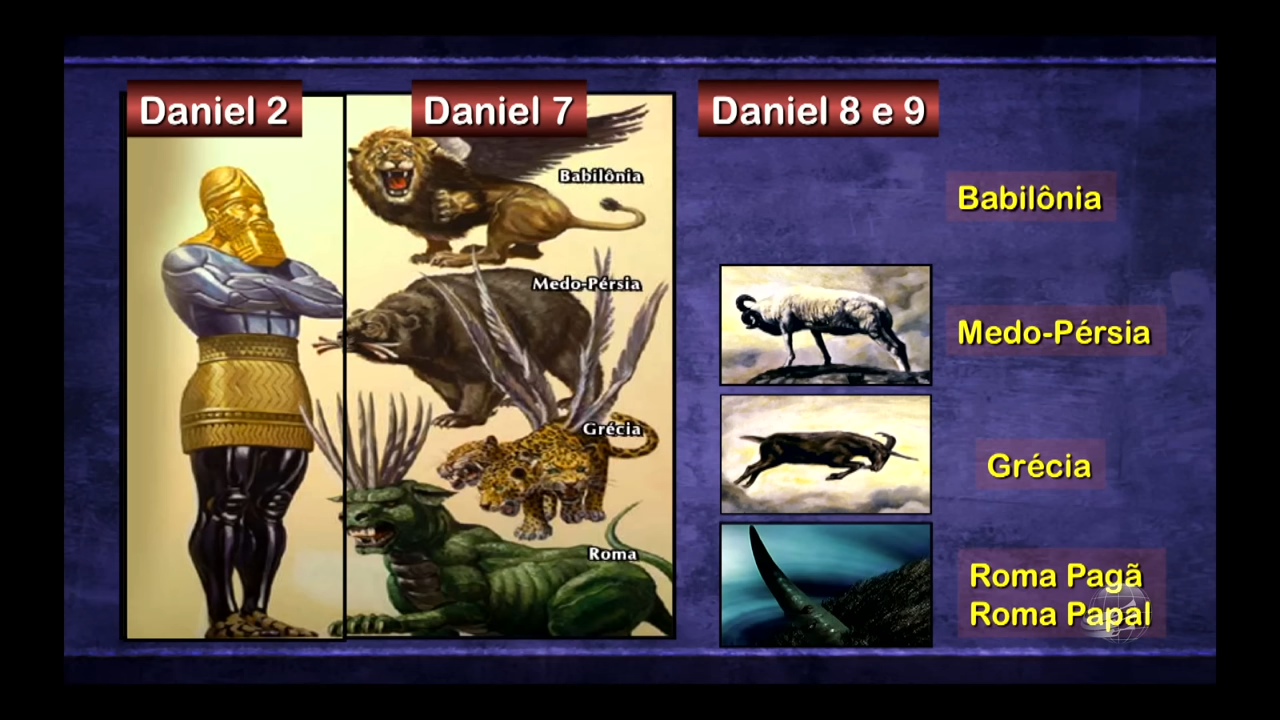 Daniel 2
Daniel 7
Daniel 8 e 9
Babilônia
Medo-Pérsia
Grécia
Roma
Babilônia
Medo-Pérsia
Grécia
Roma Pagã
Roma Papal